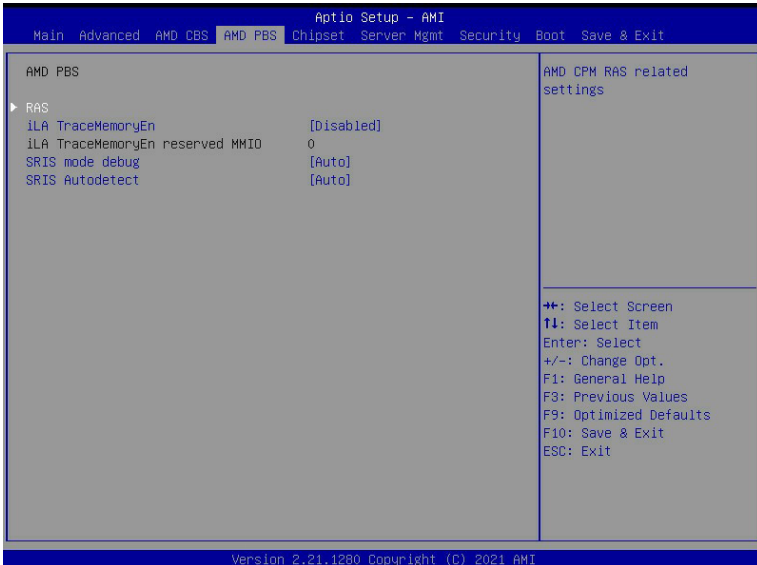 Aptio Setup - AMI
Main Advanced AMD CBS AMD PBS Chipset Server Mgmt Security Boot Save & Exit
AMD PBS
RAS
iLA TraceMemoryEn [Disabled]
iLA TraceMemoryEn reserved MMIO 0
SRIS mode debug [Auto]
SRIS Autodetect [Auto]
AMD CPM RAS related
settings
→←: Select Screen
↑↓: Select Item
Enter: Select
+/-: Change Opt.
F1: General Help
F3: Previous Values
F9: Optimized Defaults
F10: Save & Exit
ESC: Exit
Version 2.21.1280 Copyright (C) 2021 AMI